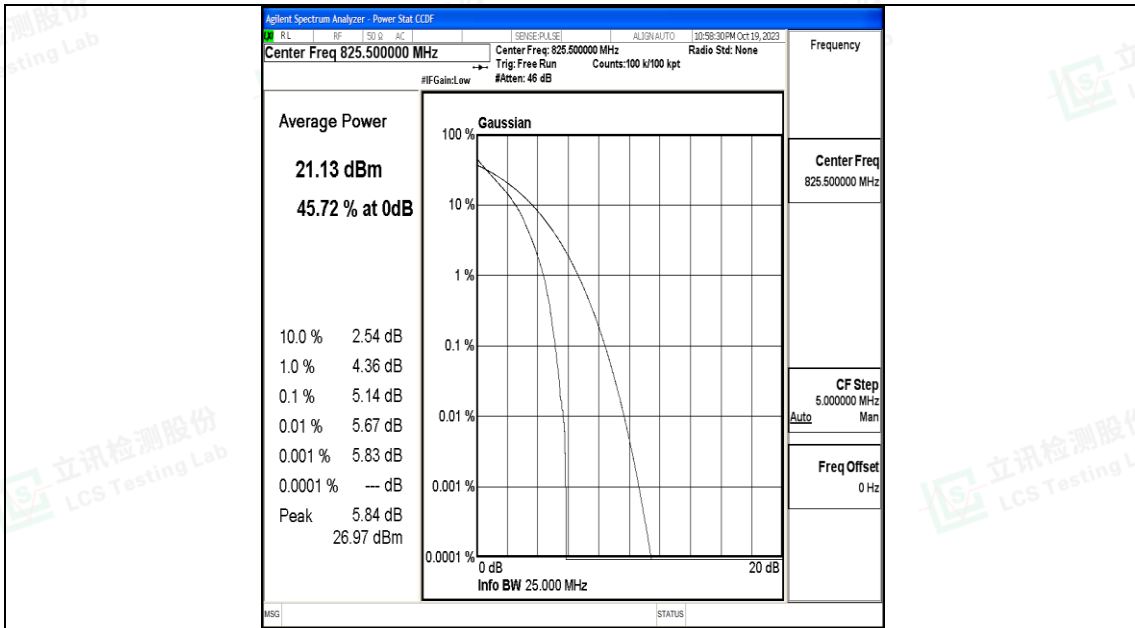 Agilent Spectrum Analyzer - Power Stat CCDF
RL RF 50 Ω AC SENSE:PULSE ALIGN AUTO 10:58:30 PM Oct 19, 2023
Center Freq 825.500000 MHz
Center Freq: 825.500000 MHz Radio Std: None
Trig: Free Run Counts:100 k/100 kpt
#IFGain:Low #Atten: 46 dB
Frequency
Average Power
21.13 dBm
45.72 % at 0dB
10.0 % 2.54 dB
1.0 % 4.36 dB
0.1 % 5.14 dB
0.01 % 5.67 dB
0.001 % 5.83 dB
0.0001 % --- dB
Peak 5.84 dB
26.97 dBm
Gaussian
100 %
10 %
1 %
0.1 %
0.01 %
0.001 %
0.0001 %
0 dB 20 dB
Info BW 25.000 MHz
Center Freq
825.500000 MHz
CF Step
5.000000 MHz
Auto Man
Freq Offset
0 Hz
MSG STATUS
立讯检测股份
LCS Testing Lab
立讯检测股份
LCS Testing L